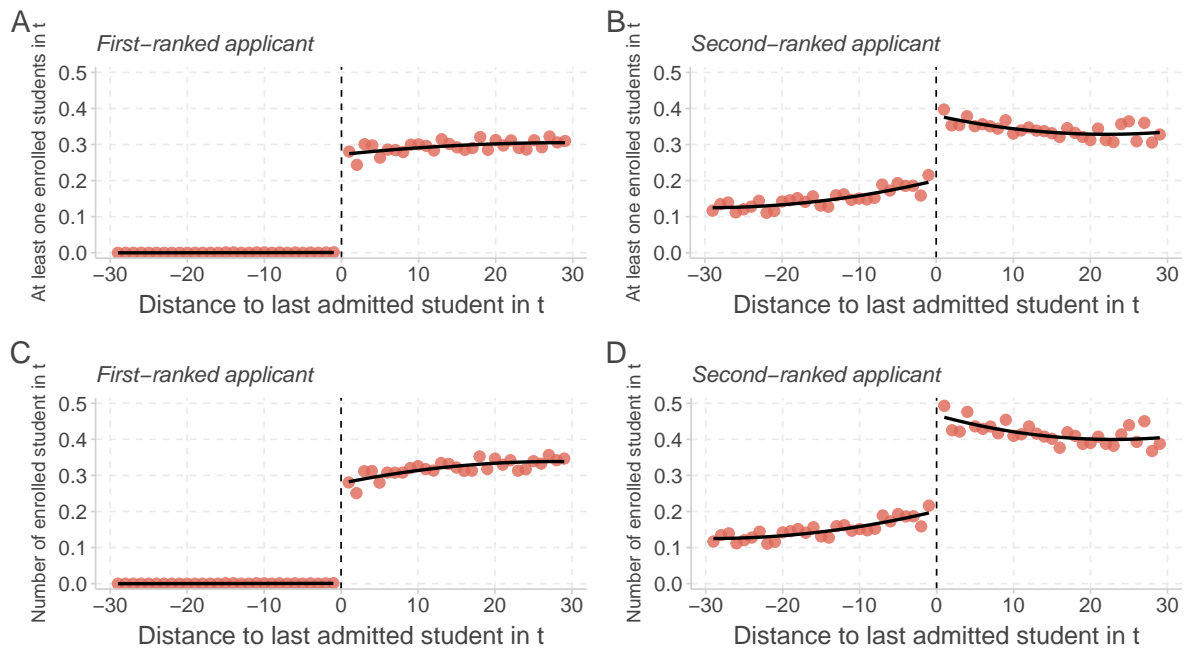 A
First−ranked applicant
At least one enrolled students in t
0.5
0.4
0.3
0.2
0.1
0.0
−30 −20 −10 0 10 20 30
Distance to last admitted student in t
B
Second−ranked applicant
At least one enrolled students in t
0.5
0.4
0.3
0.2
0.1
0.0
−30 −20 −10 0 10 20 30
Distance to last admitted student in t
C
First−ranked applicant
Number of enrolled student in t
0.5
0.4
0.3
0.2
0.1
0.0
−30 −20 −10 0 10 20 30
Distance to last admitted student in t
D
Second−ranked applicant
Number of enrolled student in t
0.5
0.4
0.3
0.2
0.1
0.0
−30 −20 −10 0 10 20 30
Distance to last admitted student in t